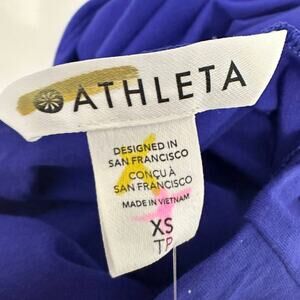 ATHLETA
DESIGNED IN
SAN FRANCISCO
CONÇU À
SAN FRANCISCO
MADE IN VIETNAM
XS
TP